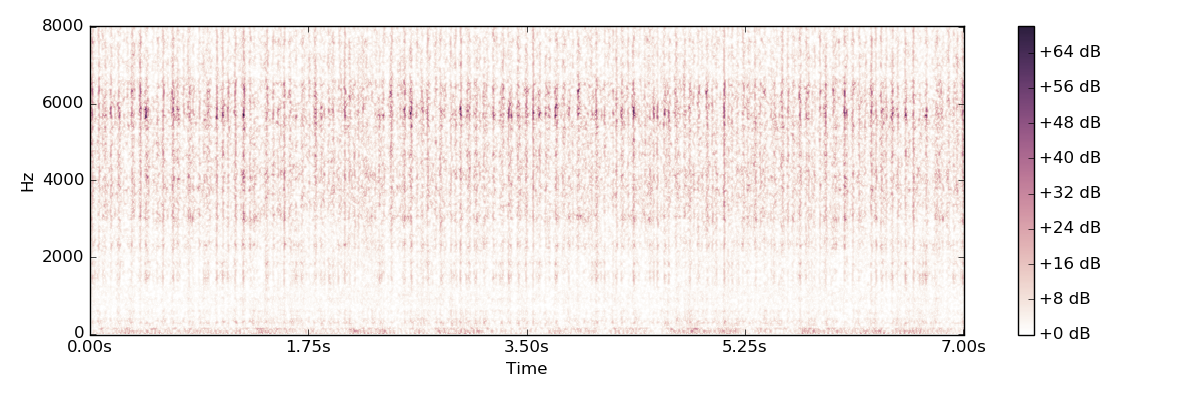 8000
6000
4000
2000
0
Hz
0.00s 1.75s 3.50s 5.25s 7.00s
Time
+64 dB
+56 dB
+48 dB
+40 dB
+32 dB
+24 dB
+16 dB
+8 dB
+0 dB